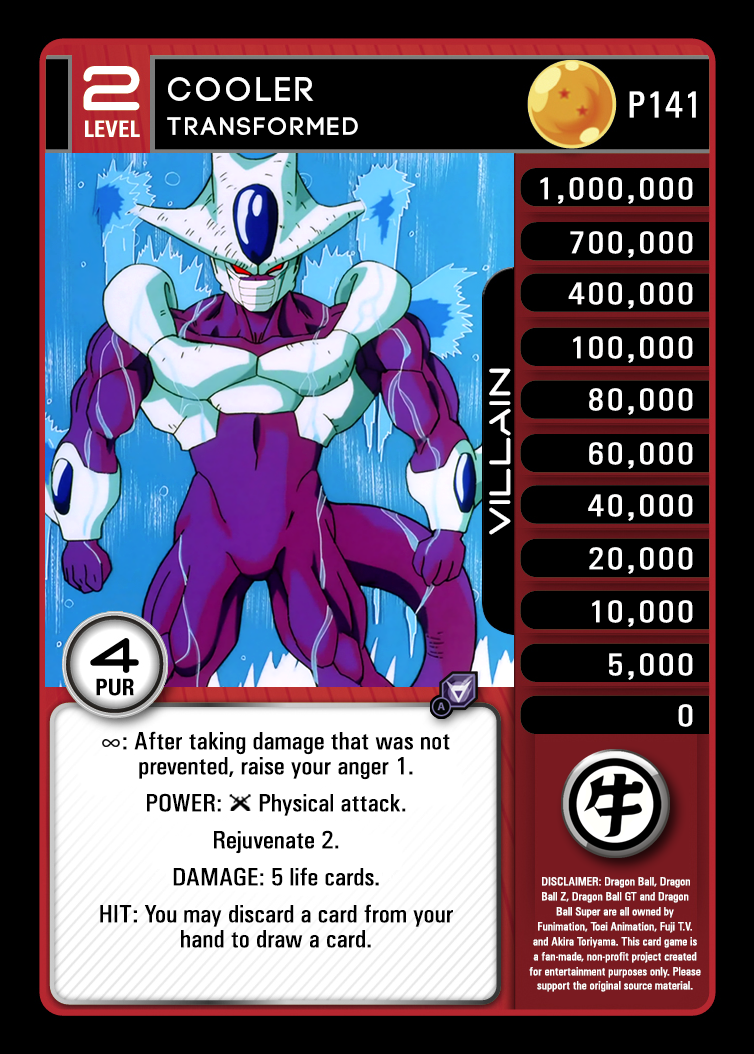 2
LEVEL
COOLER
TRANSFORMED
P141
1,000,000
700,000
400,000
100,000
80,000
60,000
40,000
20,000
10,000
5,000
0
VILLAIN
4
PUR
A
∞: After taking damage that was not
prevented, raise your anger 1.
POWER: Physical attack.
Rejuvenate 2.
DAMAGE: 5 life cards.
HIT: You may discard a card from your
hand to draw a card.
牛
DISCLAIMER: Dragon Ball, Dragon
Ball Z, Dragon Ball GT and Dragon
Ball Super are all owned by
Funimation, Toei Animation, Fuji T.V.
and Akira Toriyama. This card game is
a fan-made, non-profit project created
for entertainment purposes only. Please
support the original source material.